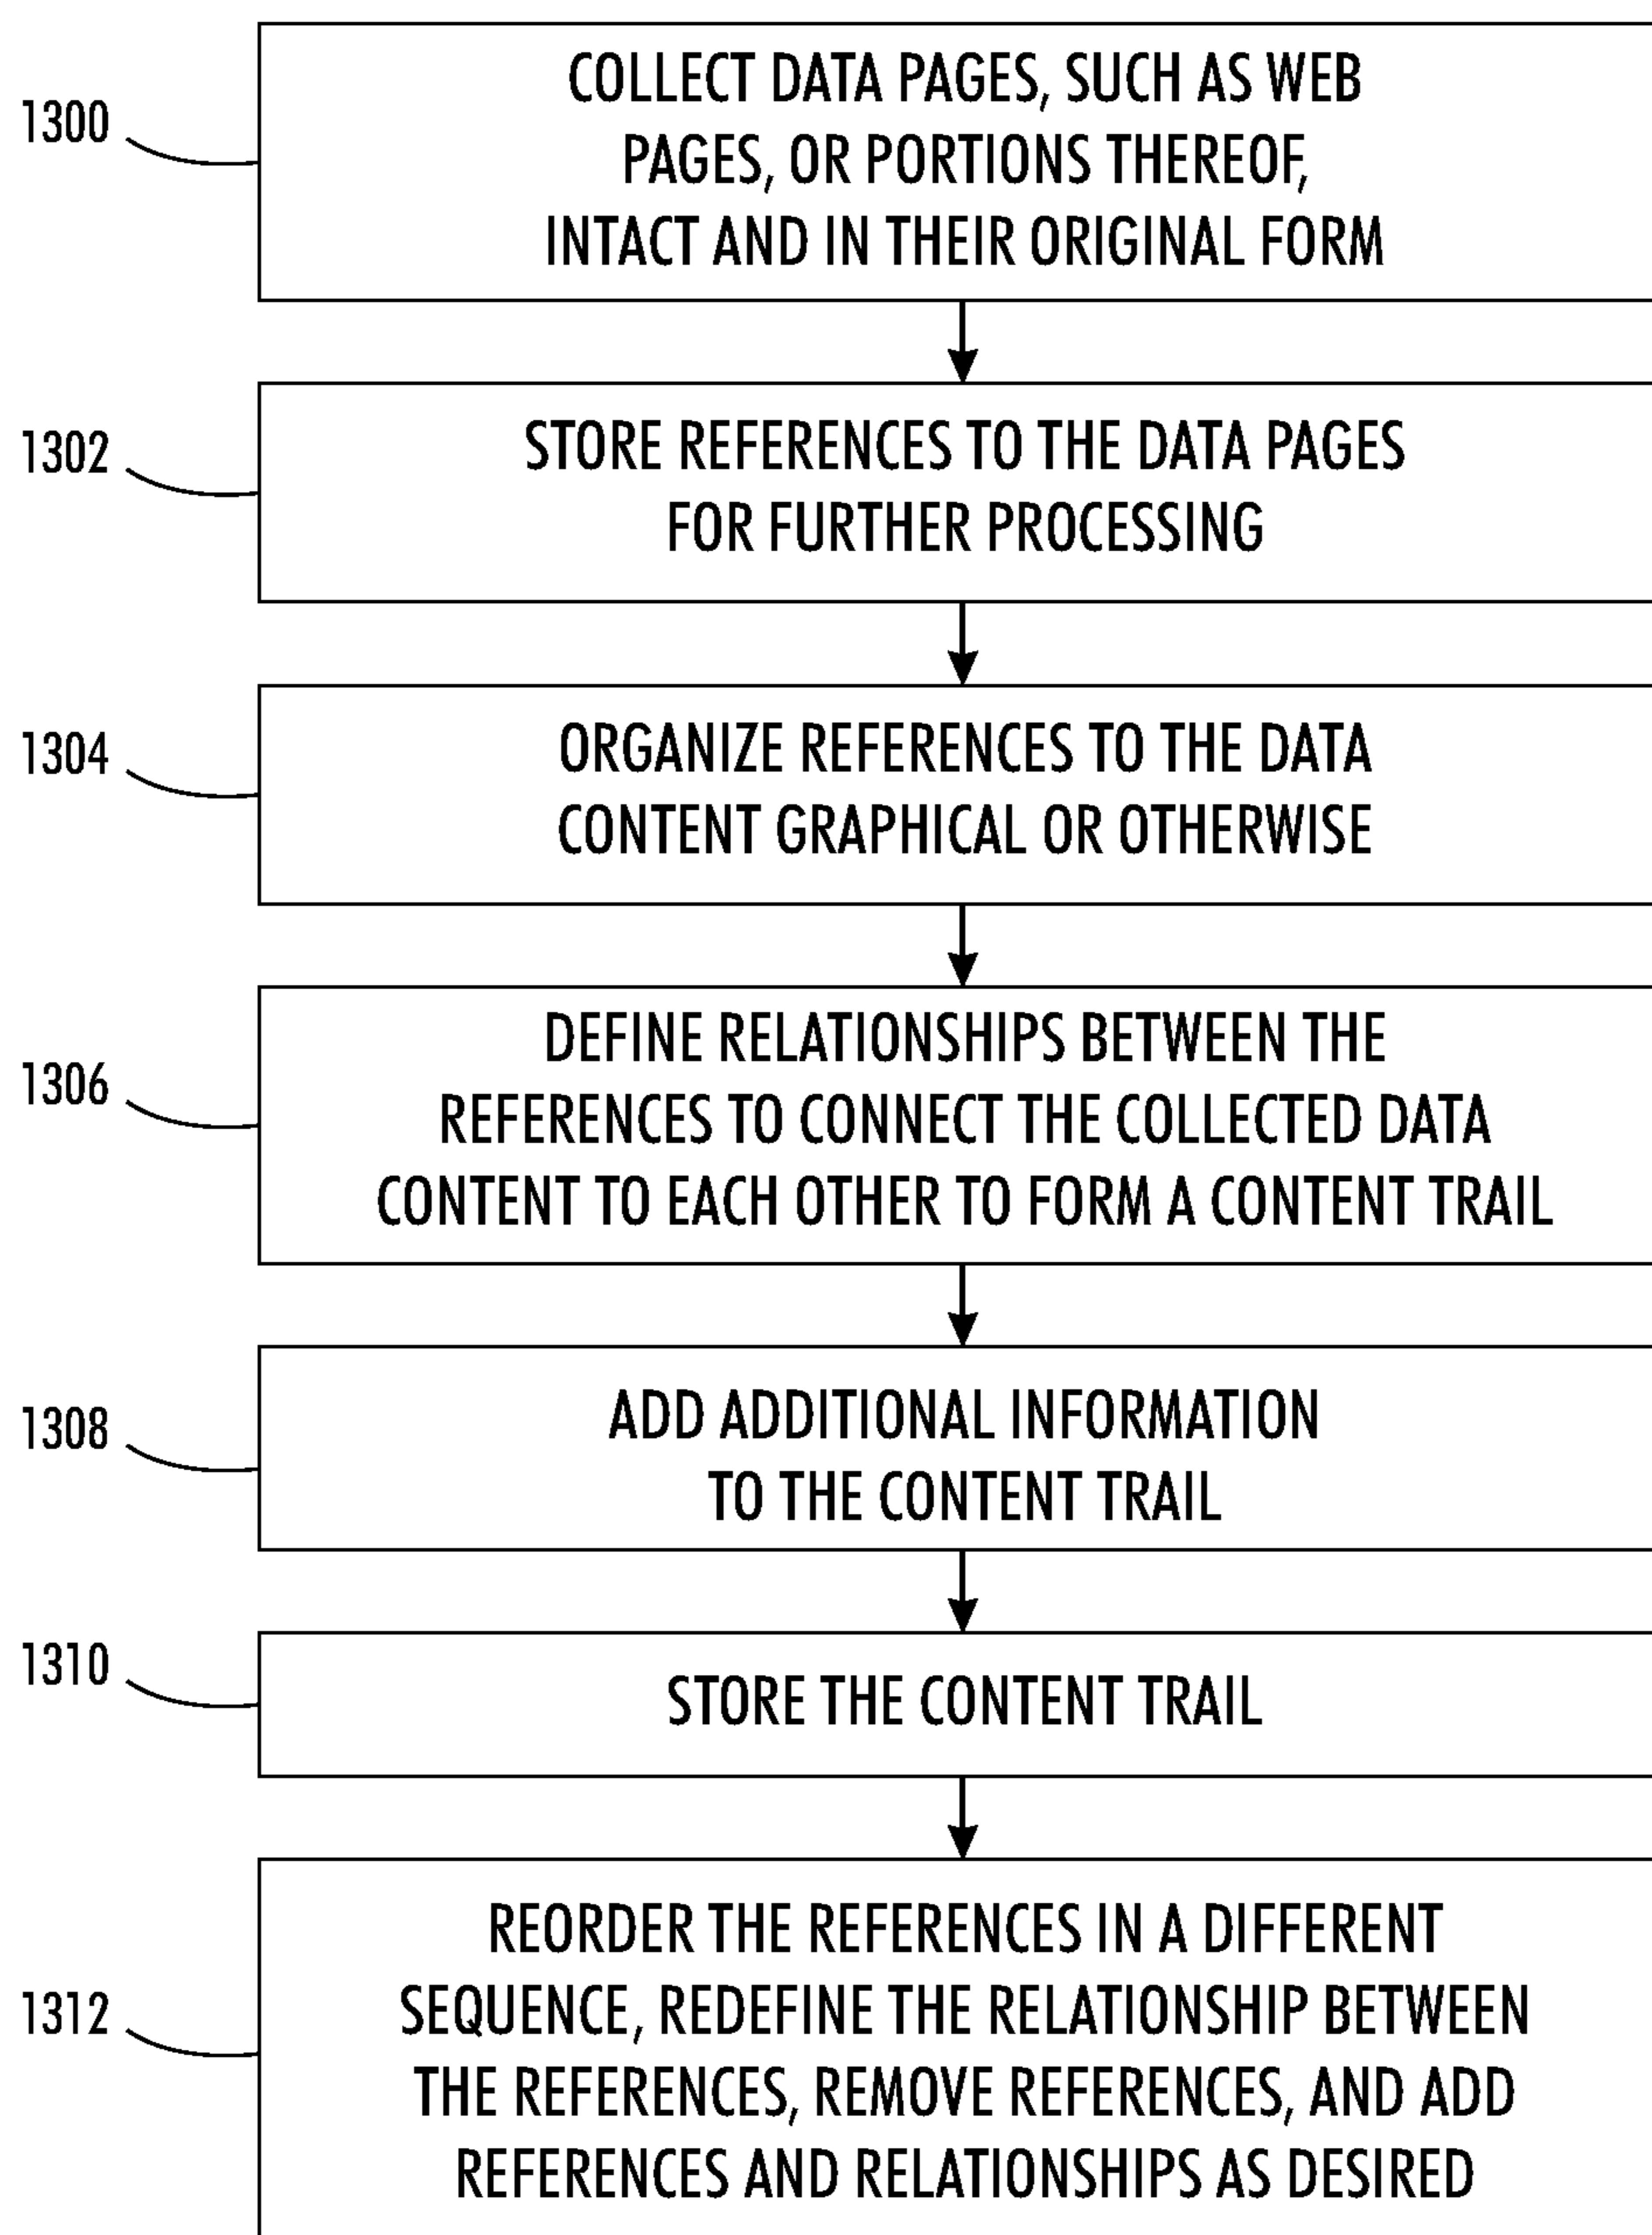 1300
COLLECT DATA PAGES, SUCH AS WEB
PAGES, OR PORTIONS THEREOF,
INTACT AND IN THEIR ORIGINAL FORM
1302
STORE REFERENCES TO THE DATA PAGES
FOR FURTHER PROCESSING
1304
ORGANIZE REFERENCES TO THE DATA
CONTENT GRAPHICAL OR OTHERWISE
1306
DEFINE RELATIONSHIPS BETWEEN THE
REFERENCES TO CONNECT THE COLLECTED DATA
CONTENT TO EACH OTHER TO FORM A CONTENT TRAIL
1308
ADD ADDITIONAL INFORMATION
TO THE CONTENT TRAIL
1310
STORE THE CONTENT TRAIL
1312
REORDER THE REFERENCES IN A DIFFERENT
SEQUENCE, REDEFINE THE RELATIONSHIP BETWEEN
THE REFERENCES, REMOVE REFERENCES, AND ADD
REFERENCES AND RELATIONSHIPS AS DESIRED